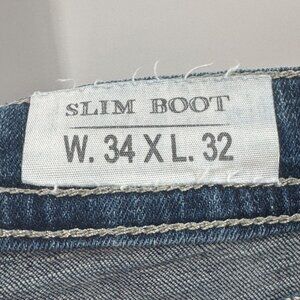 SLIM BOOT
W. 34 X L. 32